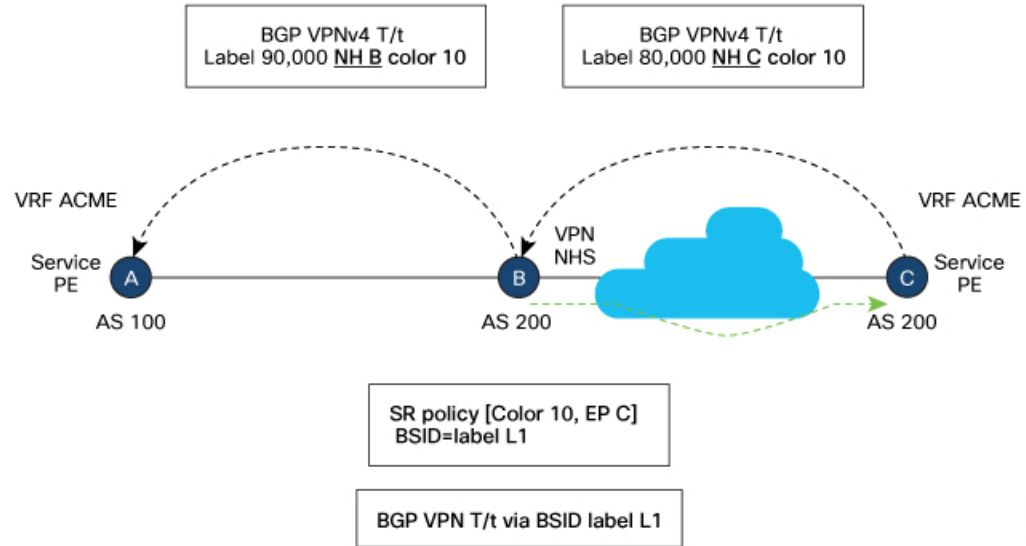 BGP VPNv4 T/t
Label 90,000 NH B color 10
BGP VPNv4 T/t
Label 80,000 NH C color 10
VRF ACME
VRF ACME
VPN
NHS
Service
PE
A
B
C
Service
PE
AS 100
AS 200
AS 200
SR policy [Color 10, EP C]
BSID=label L1
BGP VPN T/t via BSID label L1